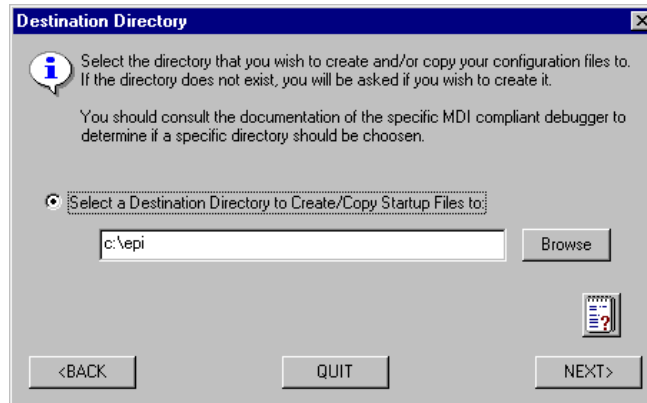 Destination Directory
Select the directory that you wish to create and/or copy your configuration files to.
If the directory does not exist, you will be asked if you wish to create it.
You should consult the documentation of the specific MDI compliant debugger to
determine if a specific directory should be choosen.
Select a Destination Directory to Create/Copy Startup Files to:
c:\epi
Browse
<BACK
QUIT
NEXT>